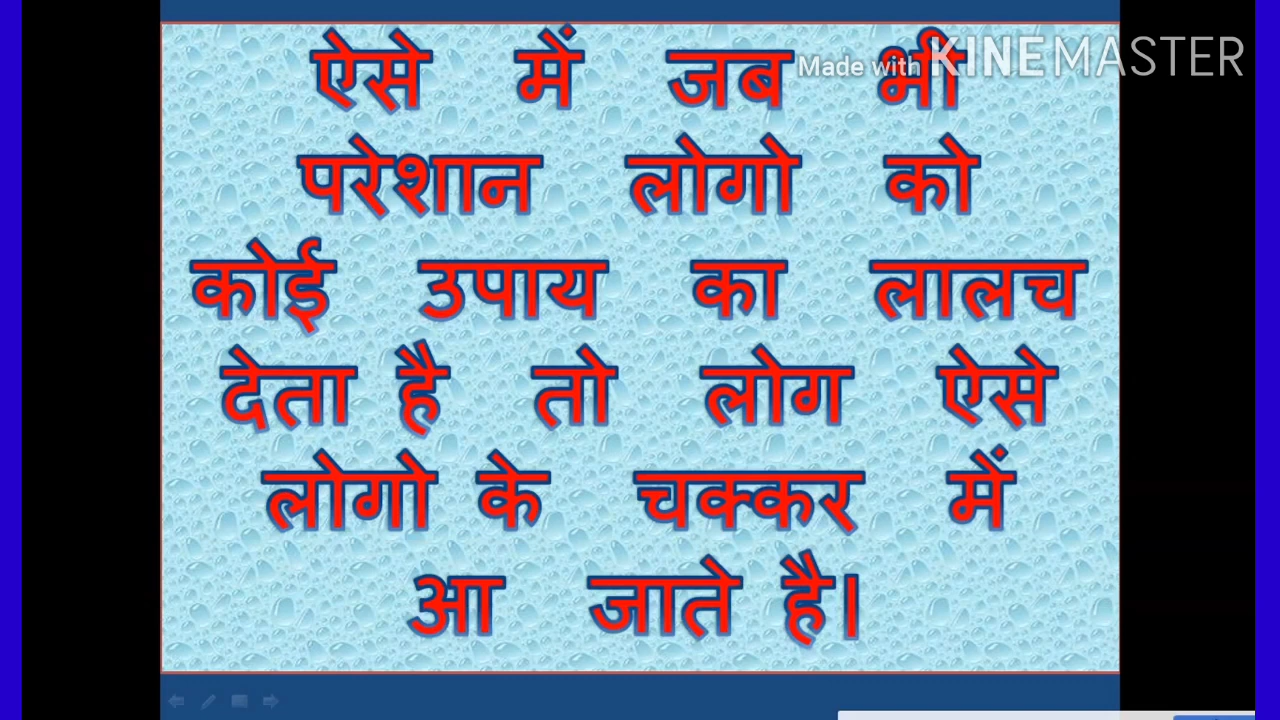 ऐसे में जब भी
Made with KINEMASTER
परेशान लोगो को
कोई उपाय का लालच
देता है तो लोग ऐसे
लोगो के चक्कर में
आ जाते है।